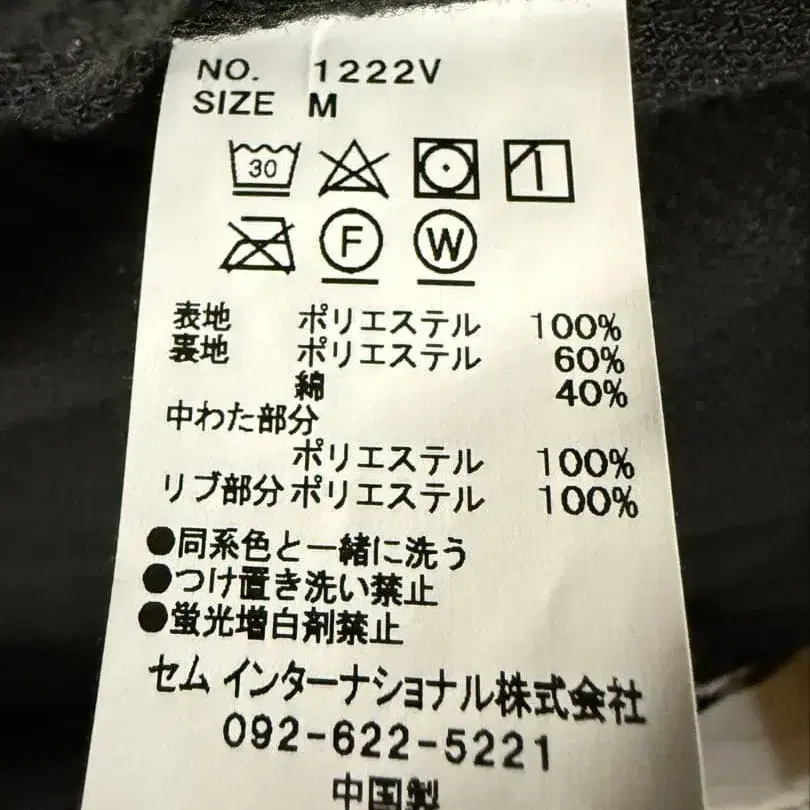 NO. 1222V
SIZE M
30
F W
表地 ポリエステル 100%
裏地 ポリエステル 60%
綿 40%
中わた部分
ポリエステル 100%
リブ部分 ポリエステル 100%
●同系色と一緒に洗う
●つけ置き洗い禁止
●蛍光増白剤禁止
セム インターナショナル株式会社
092-622-5221
中国製